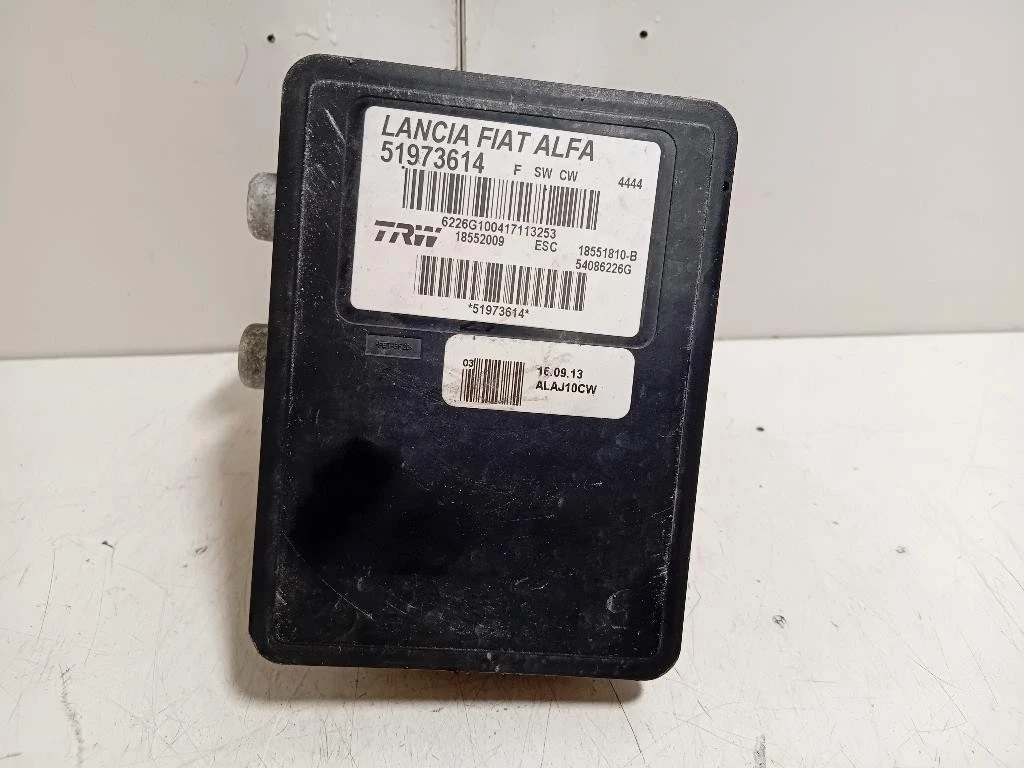 LANCIA FIAT ALFA
51973614 F SW CW 4444
6226G100417113253
TRW 18552009 ESC 18551810-B
54086226G
*51973614*
03 16.09.13
ALAJ10CW